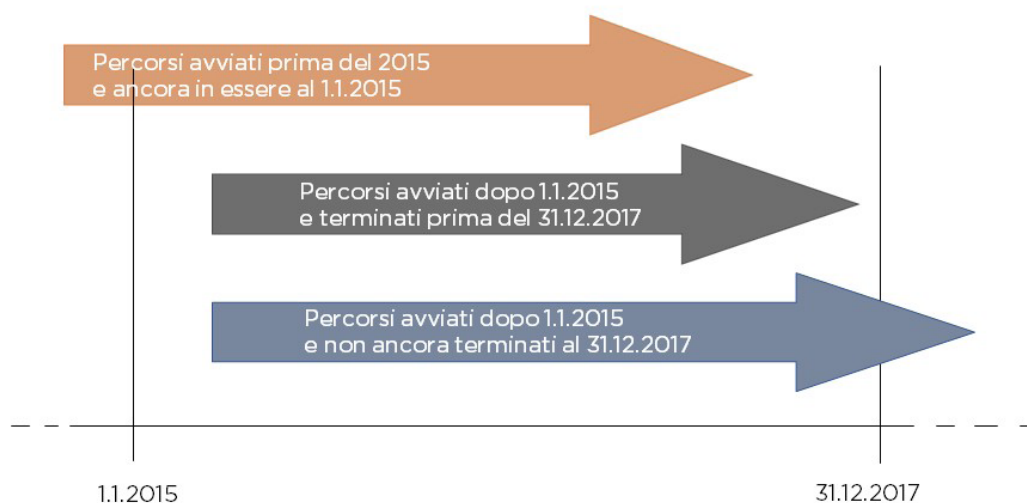 Percorsi avviati prima del 2015
e ancora in essere al 1.1.2015
Percorsi avviati dopo 1.1.2015
e terminati prima del 31.12.2017
Percorsi avviati dopo 1.1.2015
e non ancora terminati al 31.12.2017
1.1.2015
31.12.2017